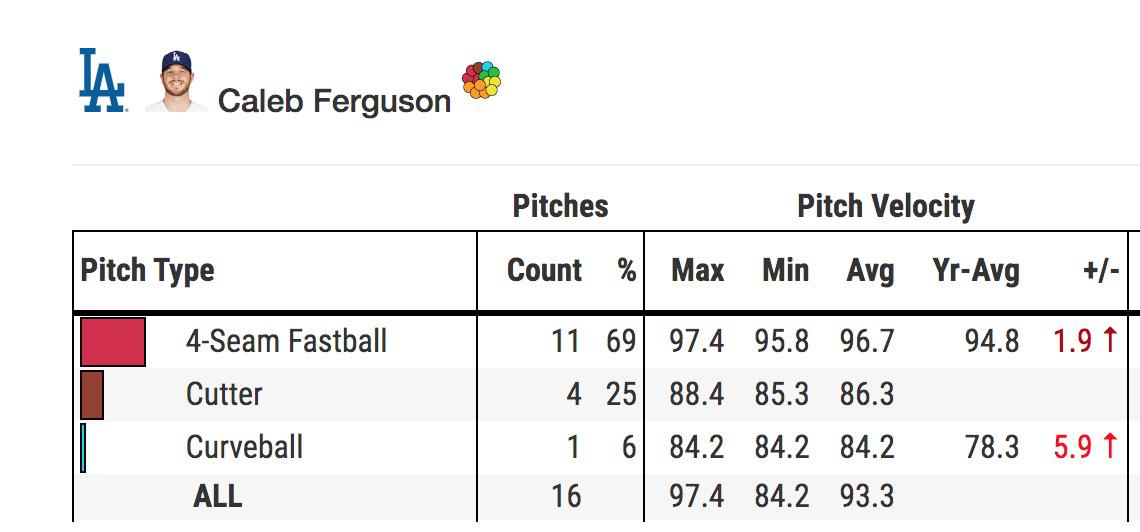 LA
Caleb Ferguson
Pitches Pitch Velocity
Pitch Type Count % Max Min Avg Yr-Avg +/-
4-Seam Fastball 11 69 97.4 95.8 96.7 94.8 1.9 ↑
Cutter 4 25 88.4 85.3 86.3
Curveball 1 6 84.2 84.2 84.2 78.3 5.9 ↑
ALL 16 97.4 84.2 93.3